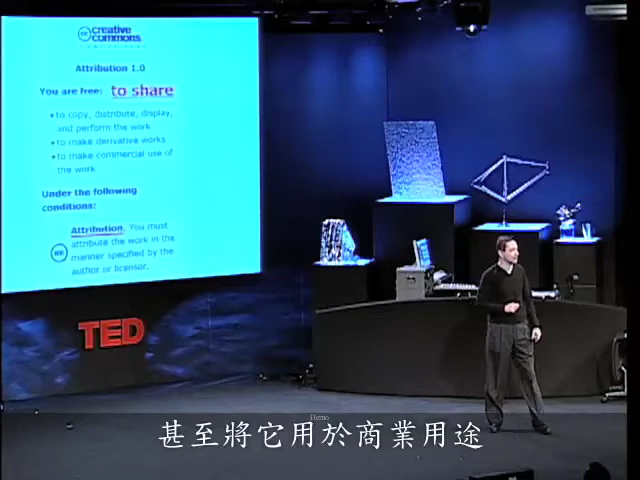 creative
commons
Attribution 1.0
You are free: to share
•to copy, distribute, display,
and perform the work
•to make derivative works
•to make commercial use of
the work
Under the following
conditions:
Attribution. You must
attribute the work in the
manner specified by the
author or licensor.
TED
Demo
甚至將它用於商業用途